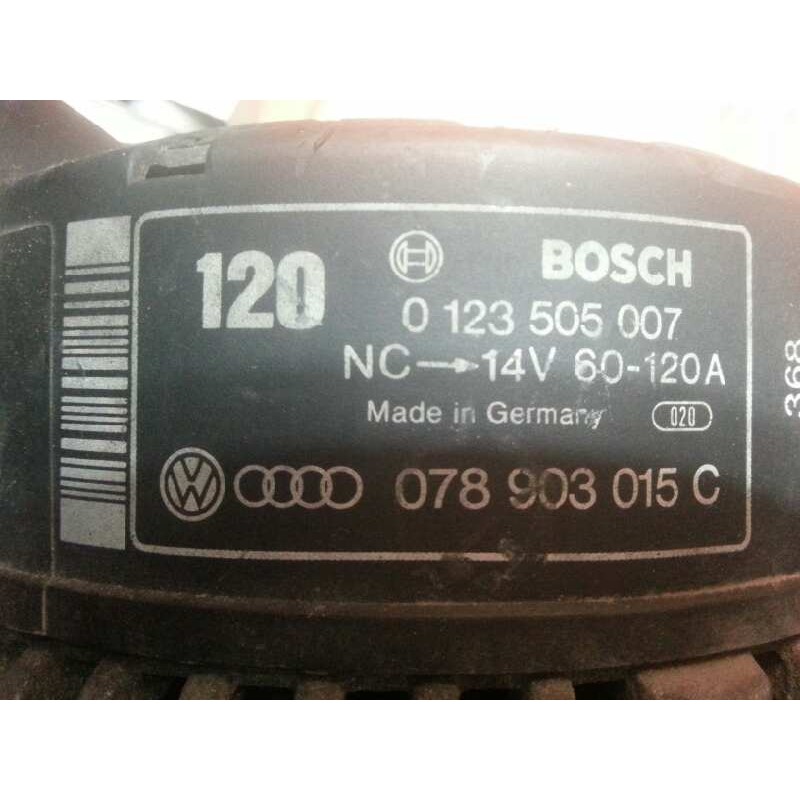 120 BOSCH
0 123 505 007
NC→14V 60-120A
Made in Germany 020
078 903 015 C
368